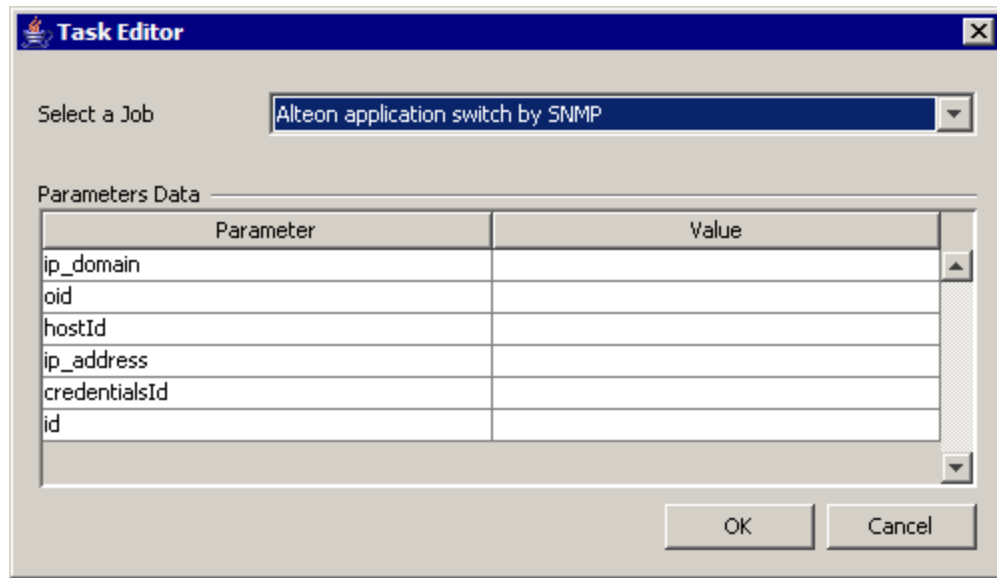 Task Editor
Select a Job Alteon application switch by SNMP
Parameters Data
Parameter Value
ip_domain
oid
hostId
ip_address
credentialsId
id
OK Cancel